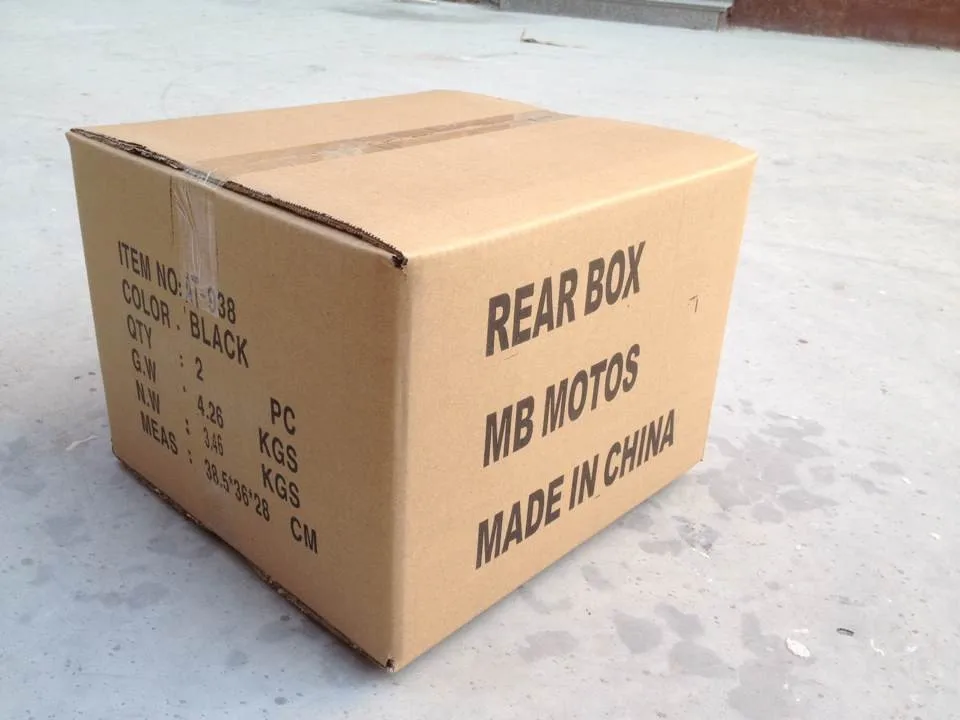 ITEM NO:
COLOR : BLACK
QTY : 2 PC
G.W : 4.26 KGS
N.W : 3.46 KGS
MEAS : 38.5*36*28 CM
REAR BOX
MB MOTOS
MADE IN CHINA